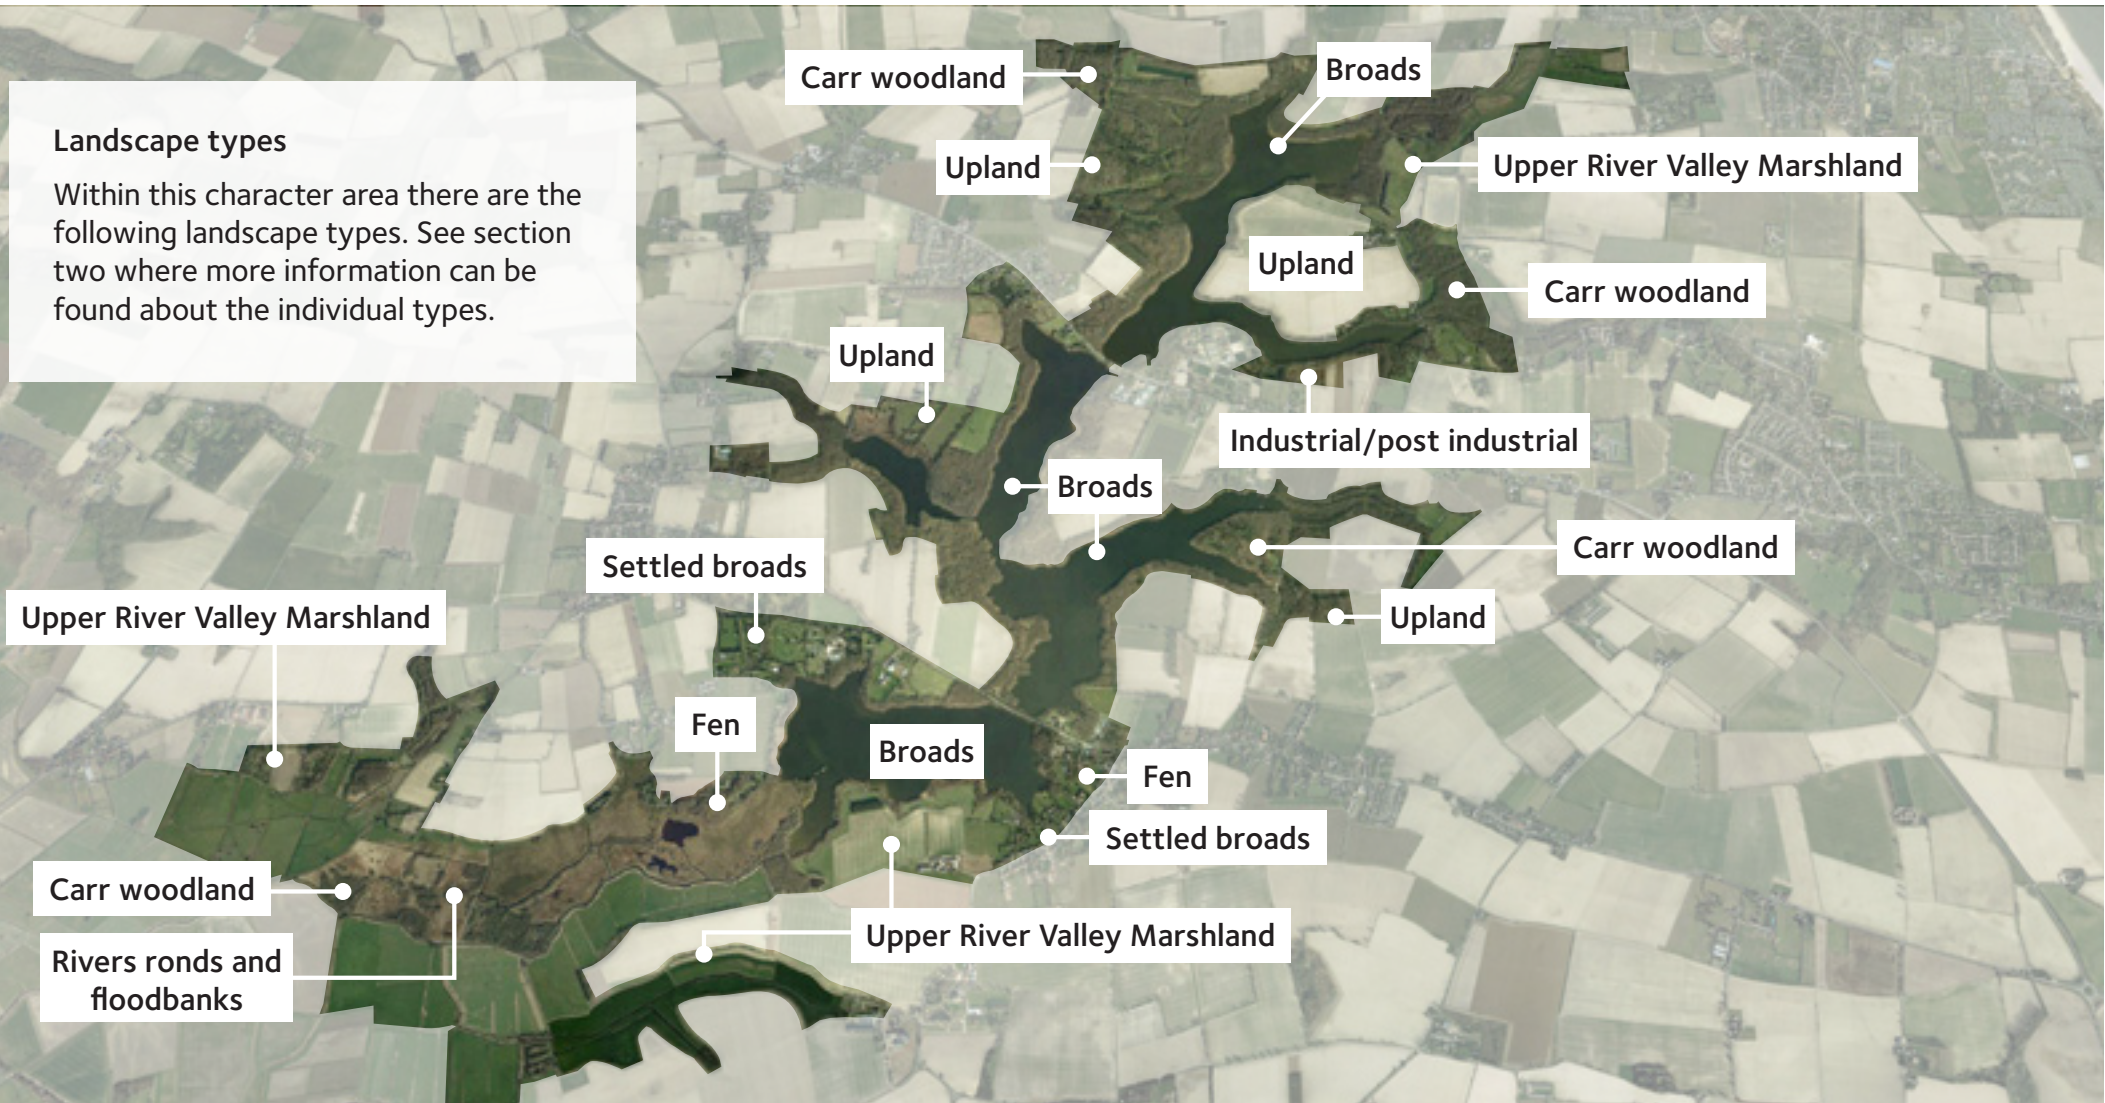 Landscape types
Within this character area there are the
following landscape types. See section
two where more information can be
found about the individual types.
Carr woodland
Broads
Upland
Upper River Valley Marshland
Upland
Carr woodland
Upland
Industrial/post industrial
Broads
Carr woodland
Settled broads
Upland
Upper River Valley Marshland
Fen
Broads
Fen
Settled broads
Carr woodland
Upper River Valley Marshland
Rivers ronds and
floodbanks